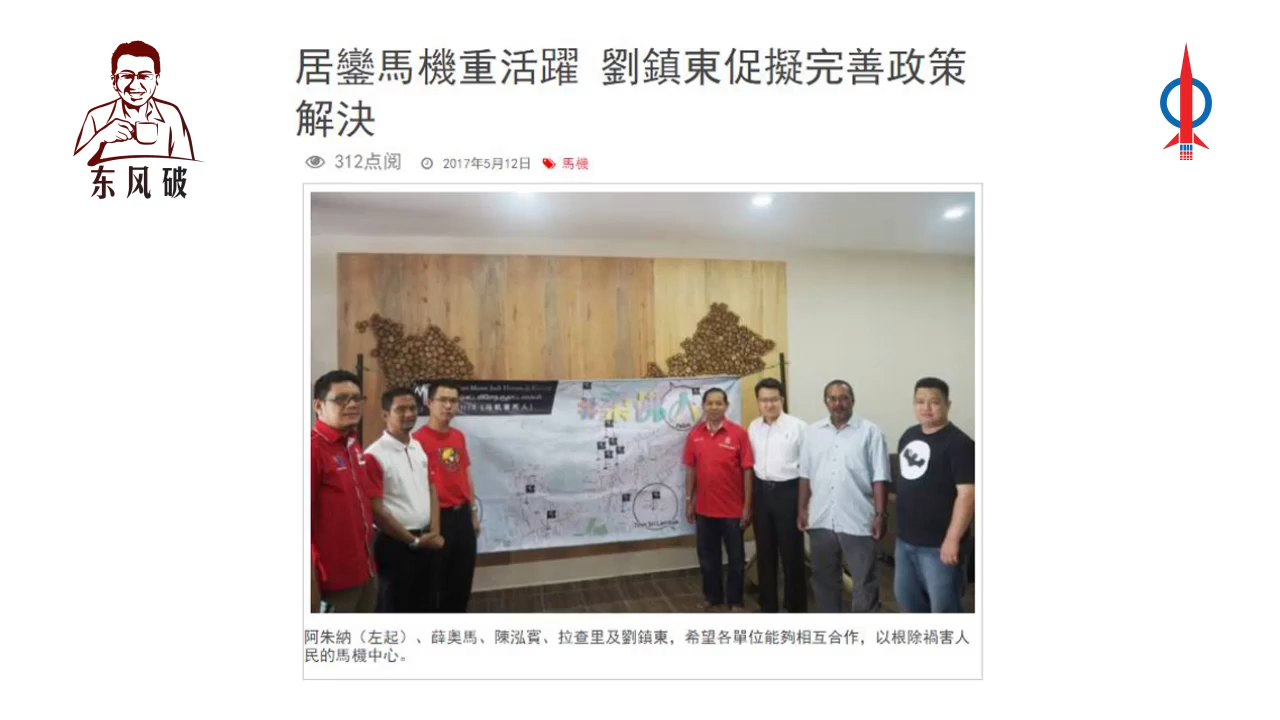 居鑾馬機重活躍 劉鎮東促擬完善政策
解決
312点阅 2017年5月12日 馬機
东风破
阿朱納（左起）、薛奥馬、陳泓賓、拉查里及劉鎮東，希望各單位能夠相互合作，以根除禍害人
民的馬機中心。